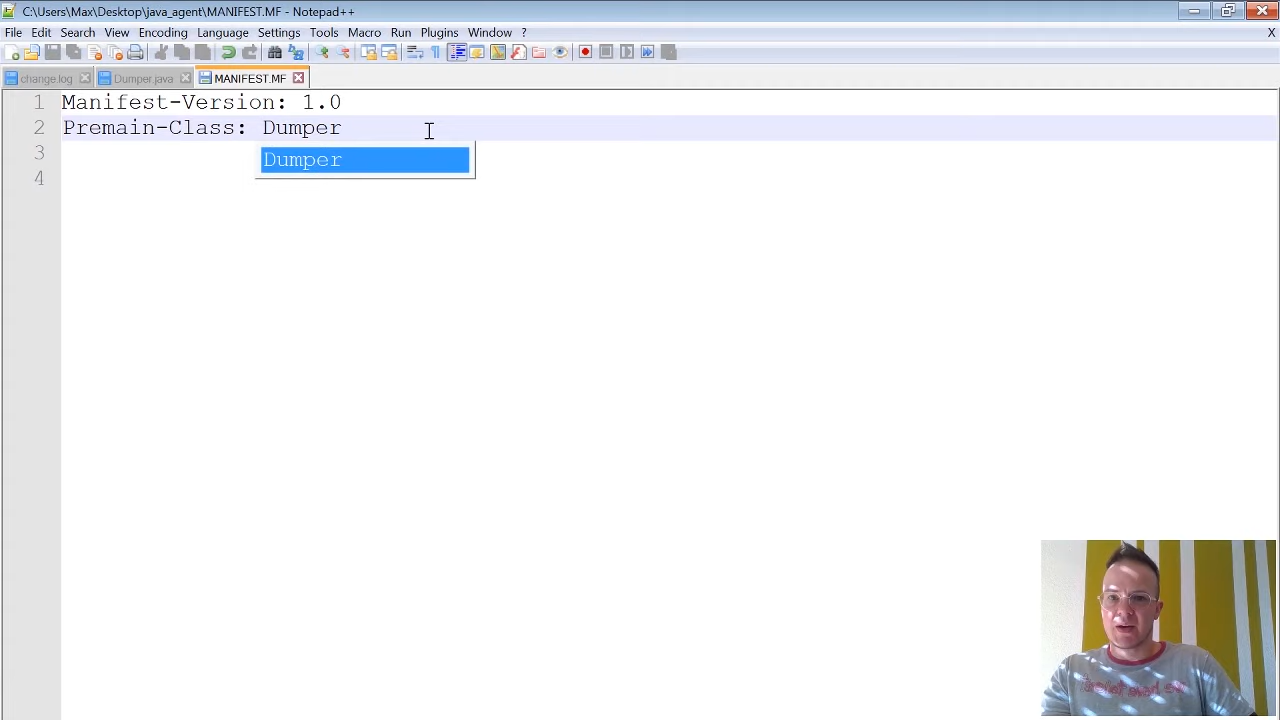 C:\Users\Max\Desktop\java_agent\MANIFEST.MF - Notepad++
File Edit Search View Encoding Language Settings Tools Macro Run Plugins Window ? X
change.log Dumper.java MANIFEST.MF
1 Manifest-Version: 1.0
2 Premain-Class: Dumper
3 Dumper
4